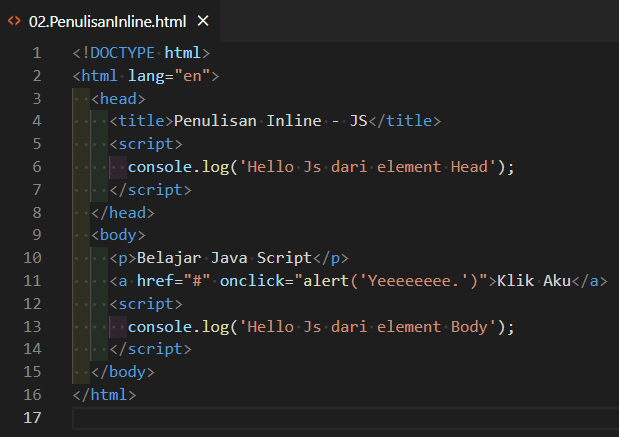 02.PenulisanInline.html
1 <!DOCTYPE html>
2 <html lang="en">
3 <head>
4 <title>Penulisan Inline - JS</title>
5 <script>
6 console.log('Hello Js dari element Head');
7 </script>
8 </head>
9 <body>
10 <p>Belajar Java Script</p>
11 <a href="#" onclick="alert('Yeeeeeeee.')">Klik Aku</a>
12 <script>
13 console.log('Hello Js dari element Body');
14 </script>
15 </body>
16 </html>
17